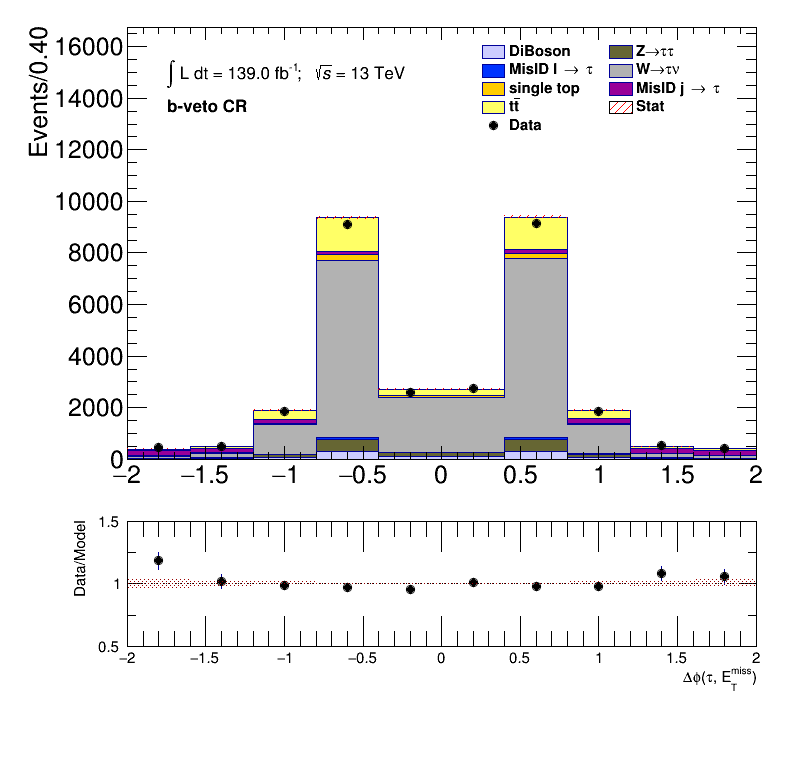 Events/0.40
16000
14000
12000
10000
8000
6000
4000
2000
0
∫ L dt = 139.0 fb⁻¹; √s = 13 TeV
b-veto CR
DiBoson
MisID l → τ
single top
tt̄
Data
Z→ττ
W→τν
MisID j → τ
Stat
−2 −1.5 −1 −0.5 0 0.5 1 1.5 2
Data/Model
1.5
1
0.5
−2 −1.5 −1 −0.5 0 0.5 1 1.5 2
Δϕ(τ, E_T^miss)